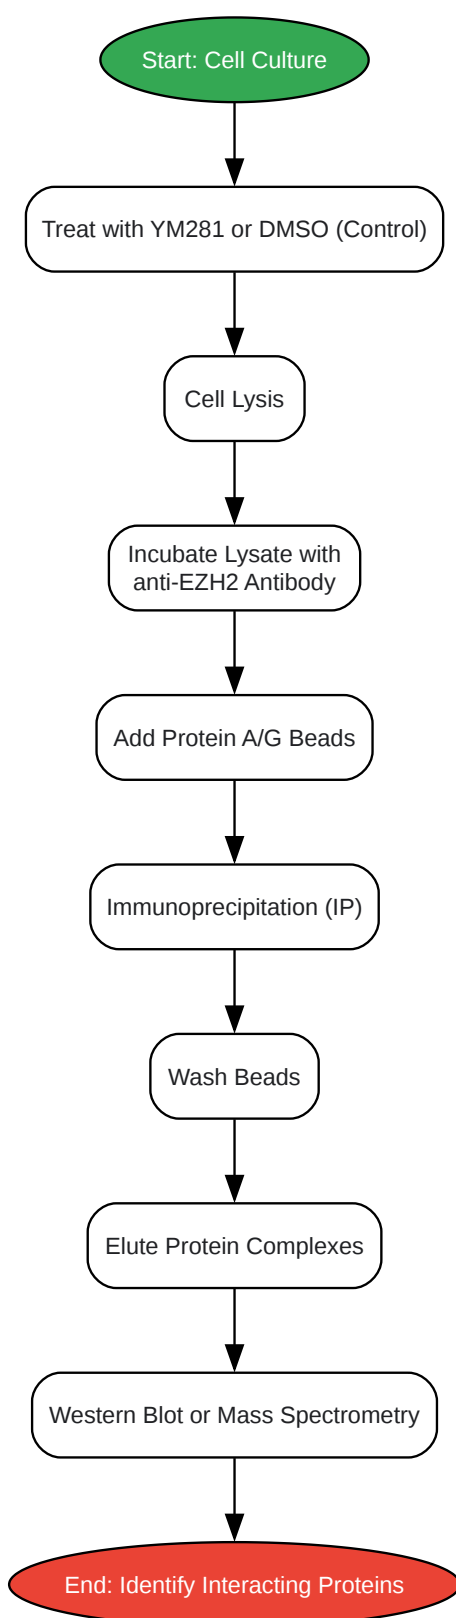 Start: Cell Culture
Treat with YM281 or DMSO (Control)
Cell Lysis
Incubate Lysate with
anti-EZH2 Antibody
Add Protein A/G Beads
Immunoprecipitation (IP)
Wash Beads
Elute Protein Complexes
Western Blot or Mass Spectrometry
End: Identify Interacting Proteins